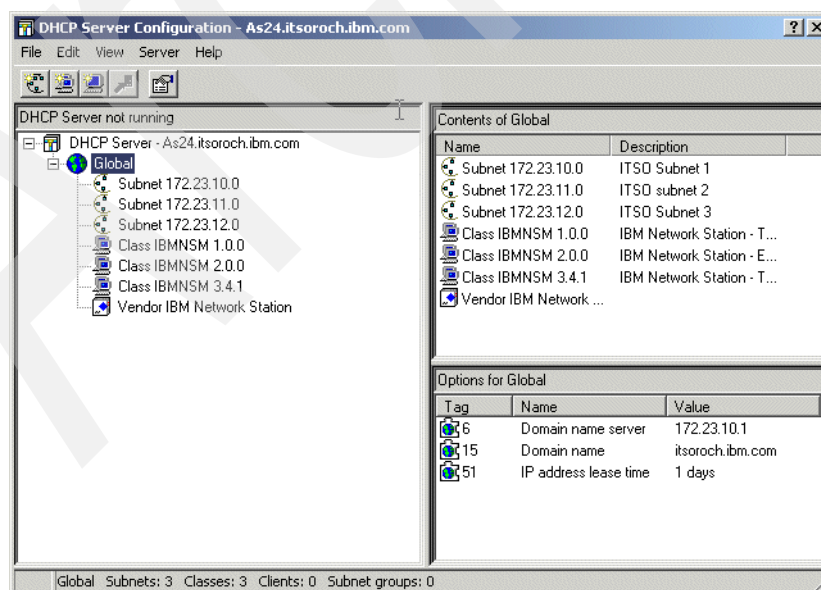 DHCP Server Configuration - As24.itsoroch.ibm.com
File Edit View Server Help
DHCP Server not running
DHCP Server - As24.itsoroch.ibm.com
Global
Subnet 172.23.10.0
Subnet 172.23.11.0
Subnet 172.23.12.0
Class IBMNSM 1.0.0
Class IBMNSM 2.0.0
Class IBMNSM 3.4.1
Vendor IBM Network Station
Contents of Global
Name Description
Subnet 172.23.10.0 ITSO Subnet 1
Subnet 172.23.11.0 ITSO subnet 2
Subnet 172.23.12.0 ITSO Subnet 3
Class IBMNSM 1.0.0 IBM Network Station - T...
Class IBMNSM 2.0.0 IBM Network Station - E...
Class IBMNSM 3.4.1 IBM Network Station - T...
Vendor IBM Network ...
Options for Global
Tag Name Value
6 Domain name server 172.23.10.1
15 Domain name itsoroch.ibm.com
51 IP address lease time 1 days
Global Subnets: 3 Classes: 3 Clients: 0 Subnet groups: 0